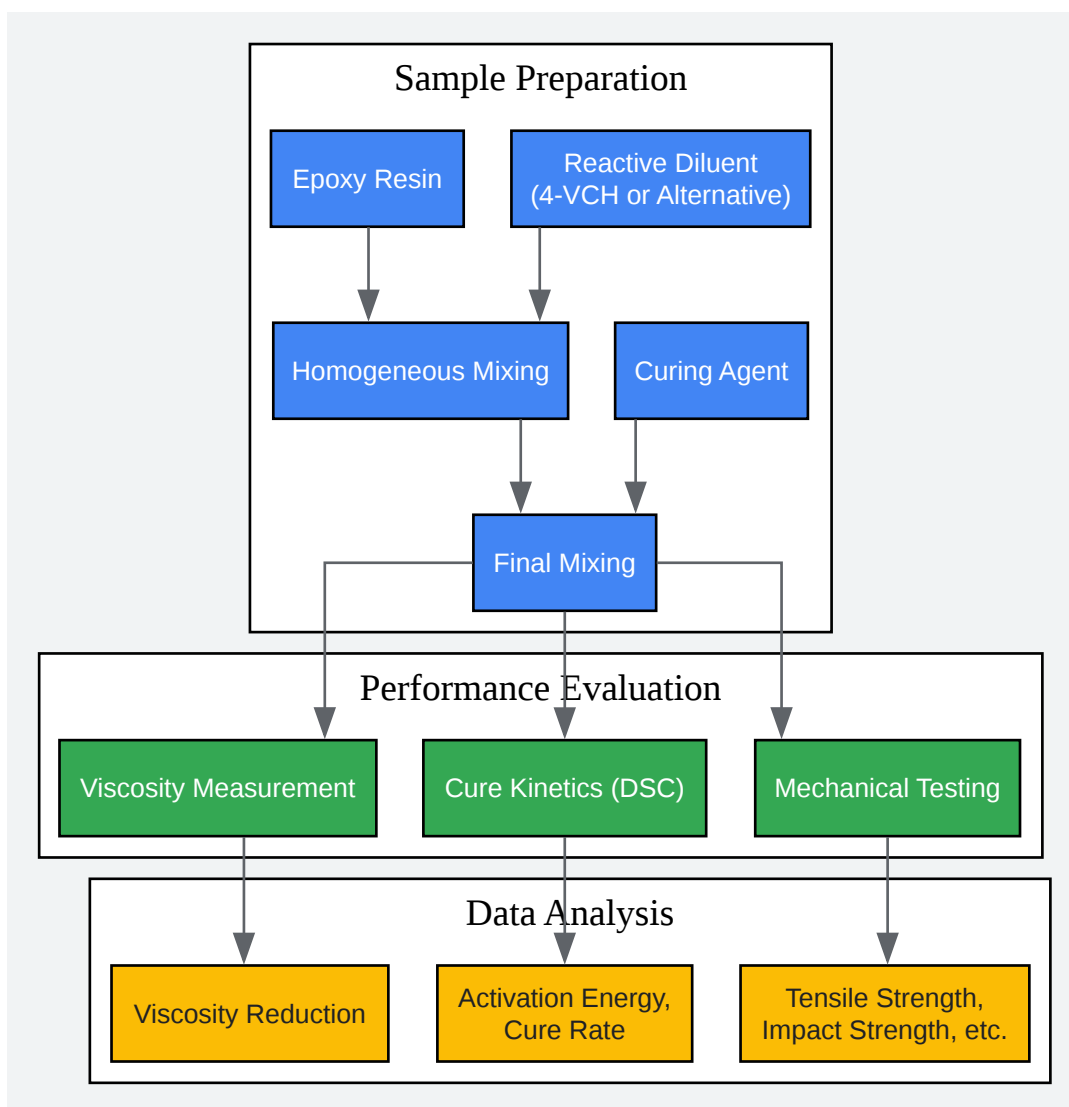 Sample Preparation
Epoxy Resin
Reactive Diluent
(4-VCH or Alternative)
Homogeneous Mixing
Curing Agent
Final Mixing
Performance Evaluation
Viscosity Measurement
Cure Kinetics (DSC)
Mechanical Testing
Data Analysis
Viscosity Reduction
Activation Energy,
Cure Rate
Tensile Strength,
Impact Strength, etc.